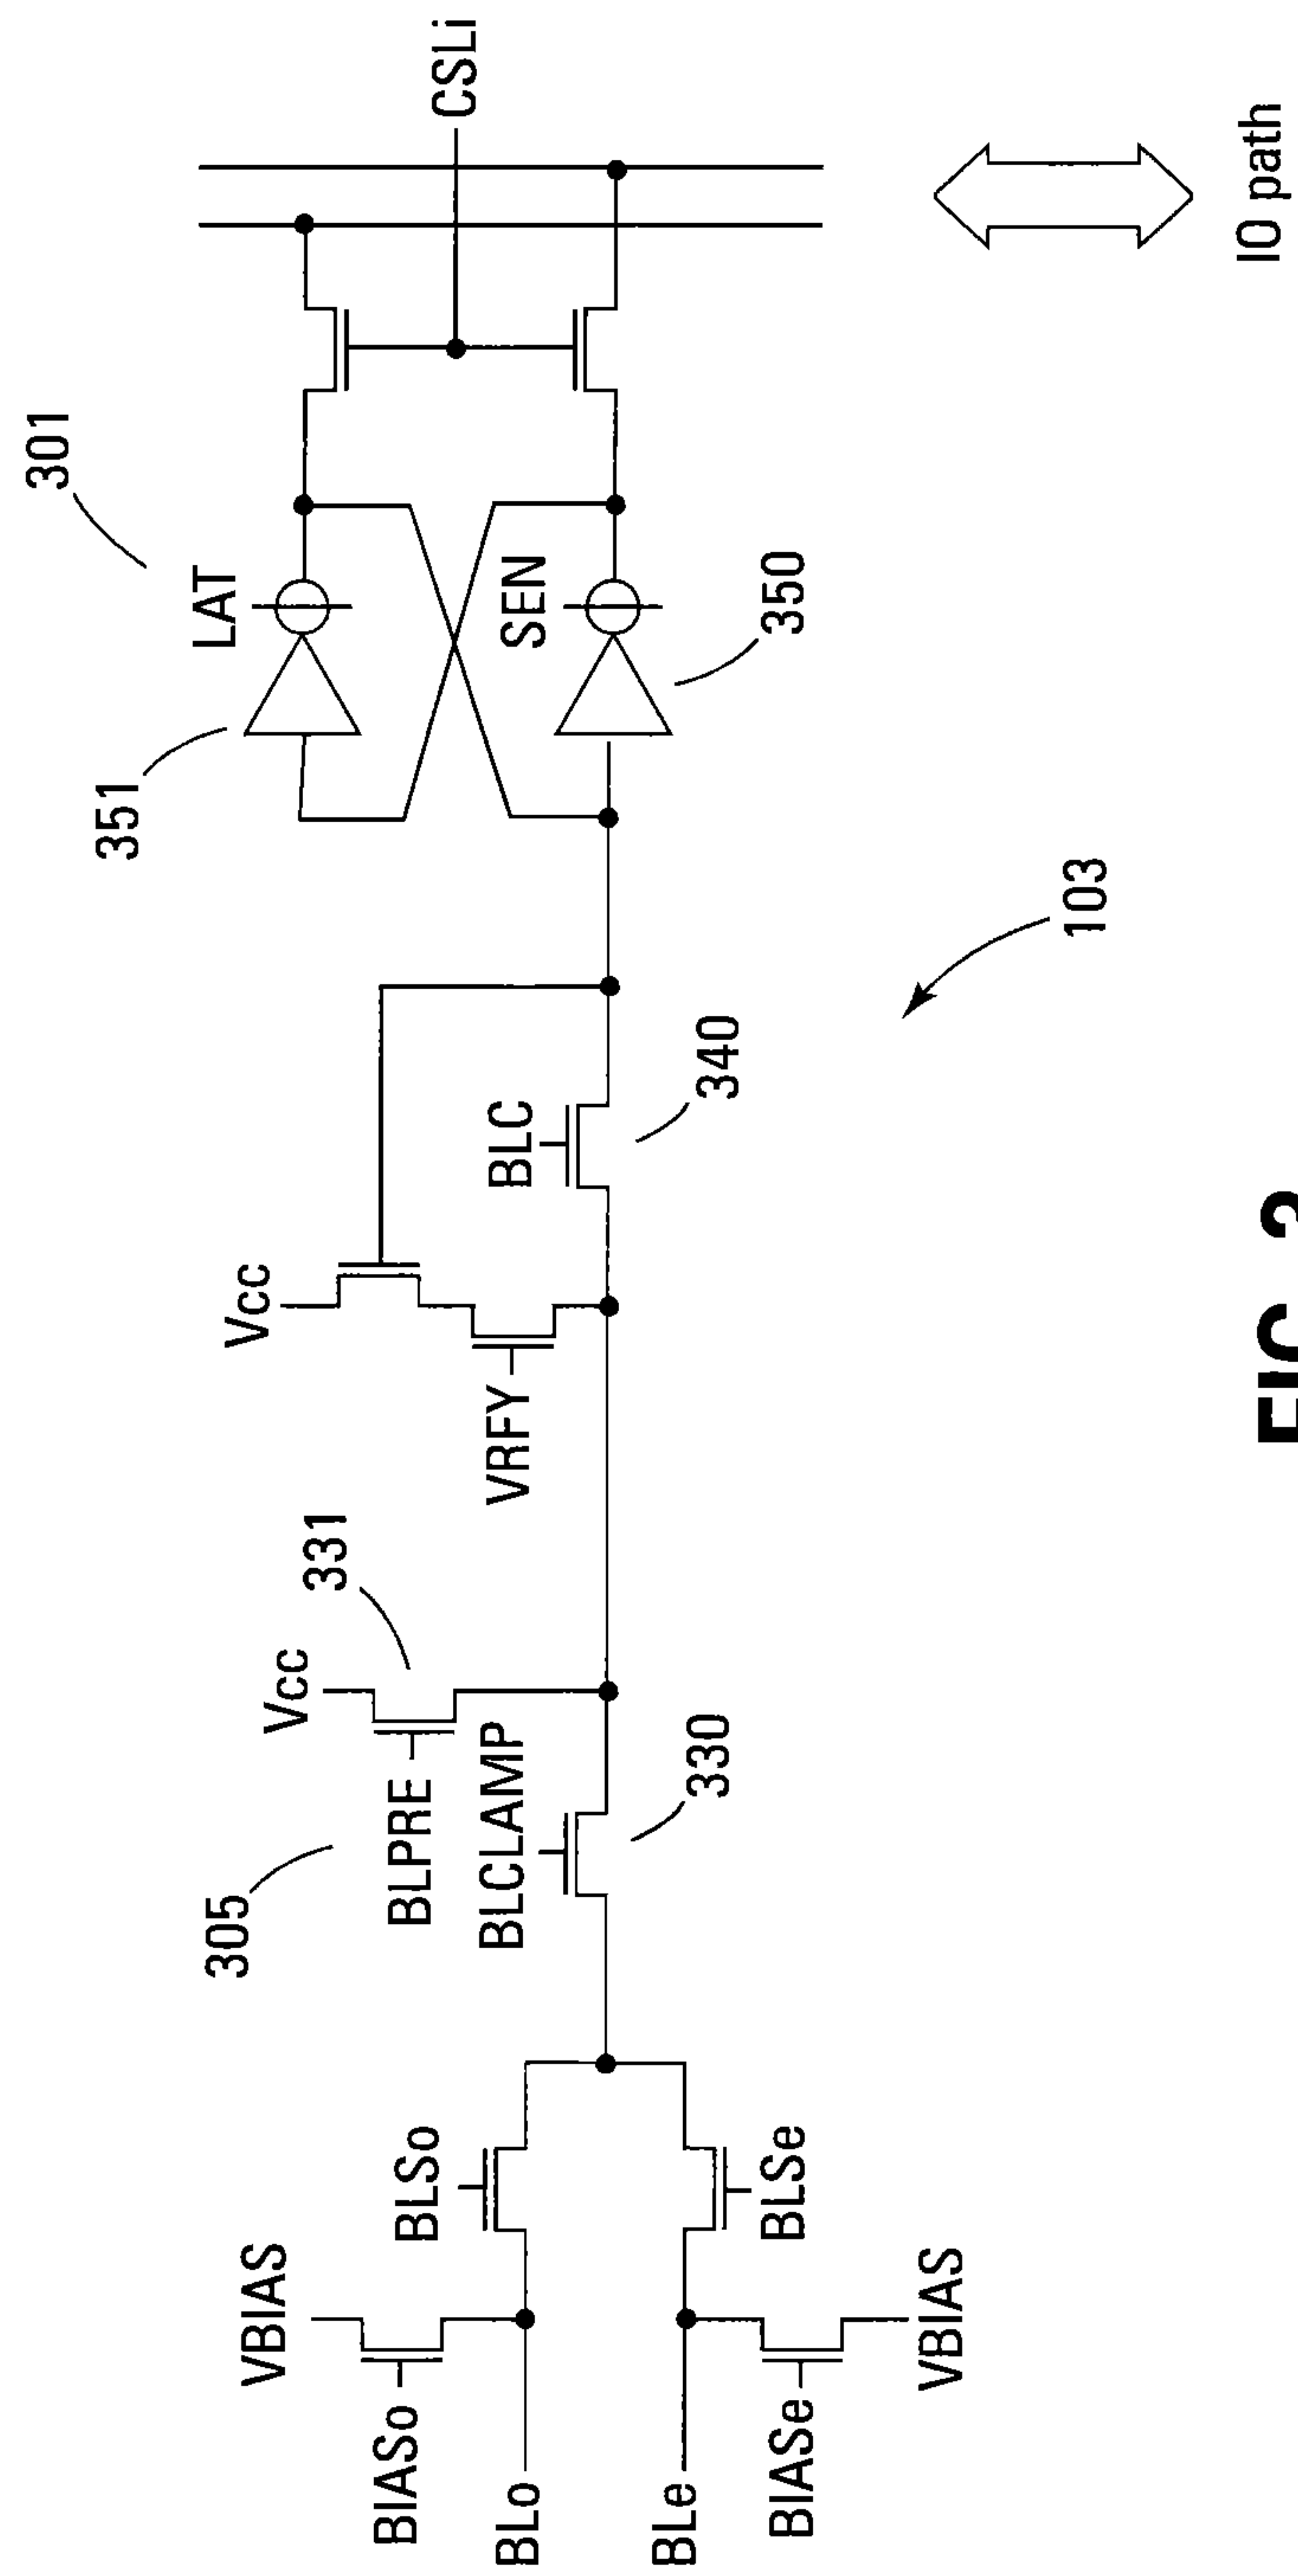 301
351
LAT
305
Vcc
VBIAS
Vcc
331
BIASo
BLPRE
BLSo
CSLi
BLCLAMP
VRFY
BLC
BLo
SEN
BLe
330
340
BLSe
350
BIASe
VBIAS
103
IO path
FIG